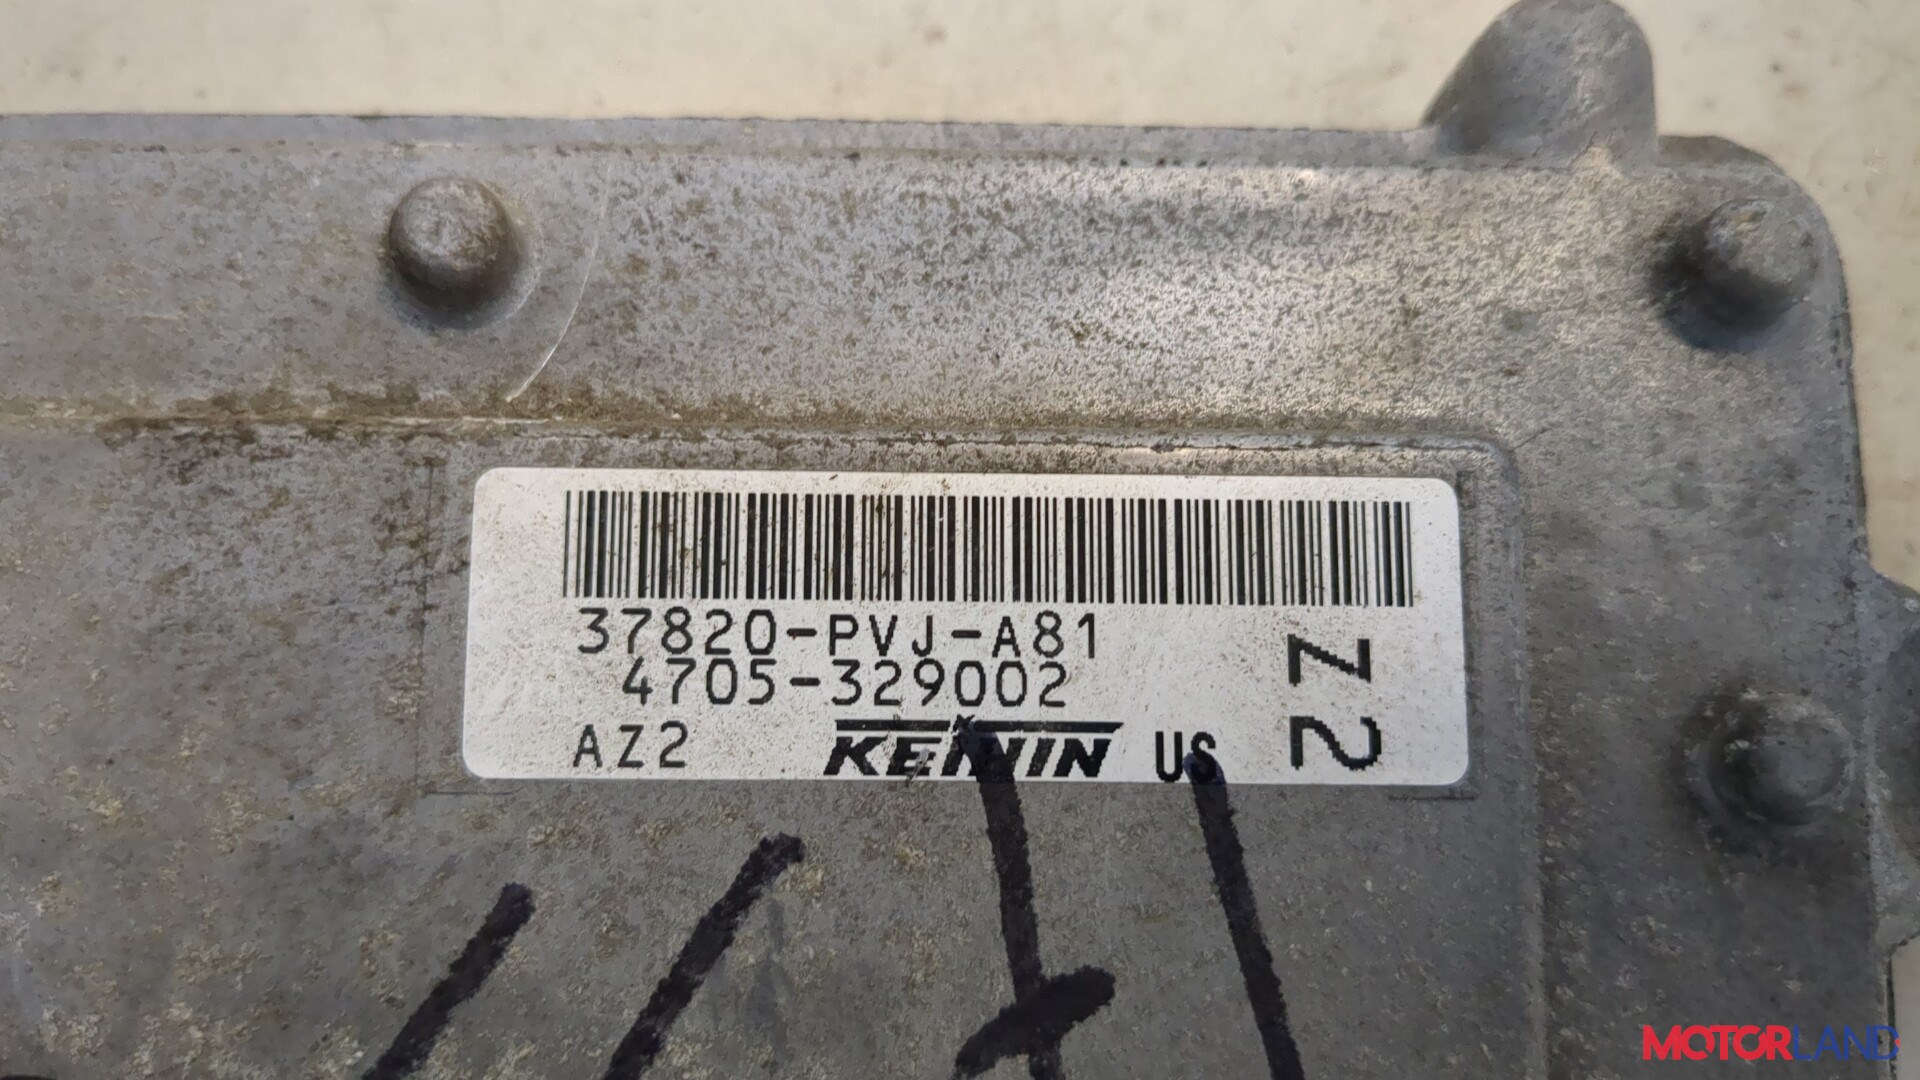 37820-PVJ-A81
4705-329002
AZ2
KEIHIN
US
Z2
MOTORLAND